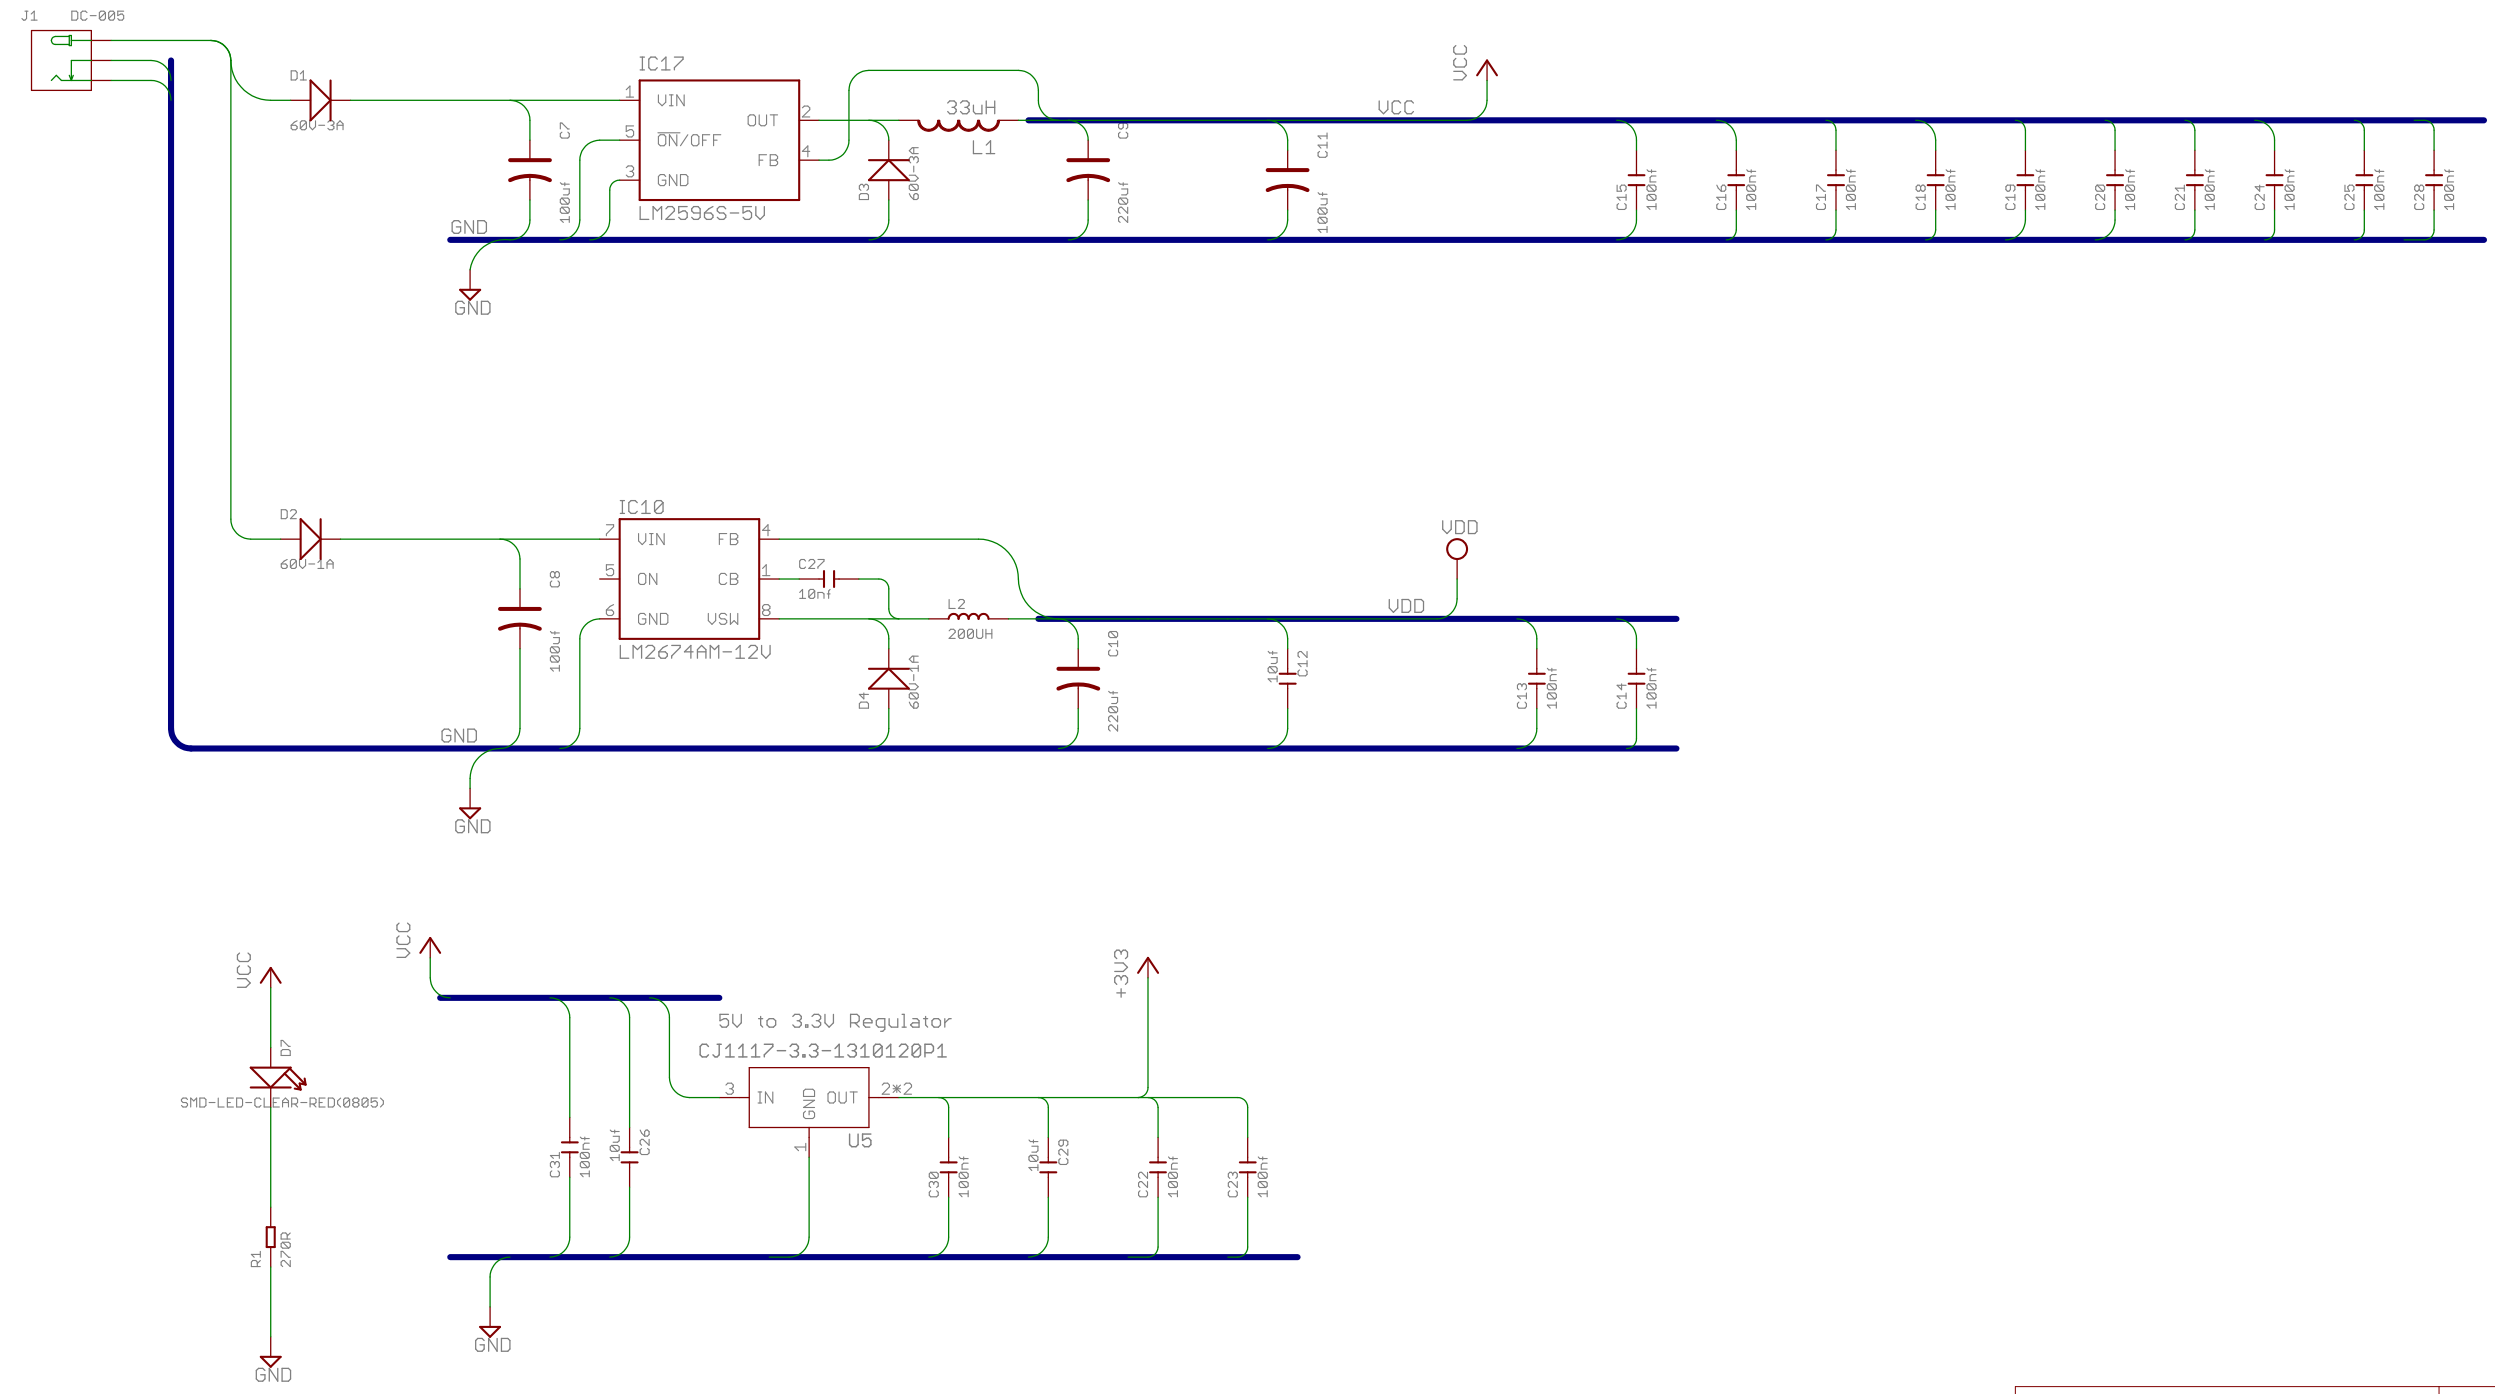 J1 DC-005
D1
60V-3A
IC17
1 VIN
5 ON/OFF
3 GND
OUT 2
FB 4
LM2596S-5V
C7
100uf
GND
GND
D3
60V-3A
33uH
L1
C9
220uf
C11
100uf
VCC
VCC
C15 100nf
C16 100nf
C17 100nf
C18 100nf
C19 100nf
C20 100nf
C21 100nf
C24 100nf
C25 100nf
C28 100nf
D2
60V-1A
IC10
7 VIN
5 ON
6 GND
FB 4
CB 1
VSW 8
LM2674AM-12V
C8
100uf
GND
GND
C27
10nf
D4
60V-1A
L2
200UH
C10
220uf
10uf C12
VDD
VDD
C13 100nf
C14 100nf
VCC
D7
SMD-LED-CLEAR-RED(0805)
R1 270R
GND
VCC
C31 100nf
10uf C26
5V to 3.3V Regulator
CJ1117-3.3-1310120P1
3 IN GND OUT 2*2
1
U5
+3V3
C30 100nf
10uf C29
C22 100nf
C23 100nf
GND